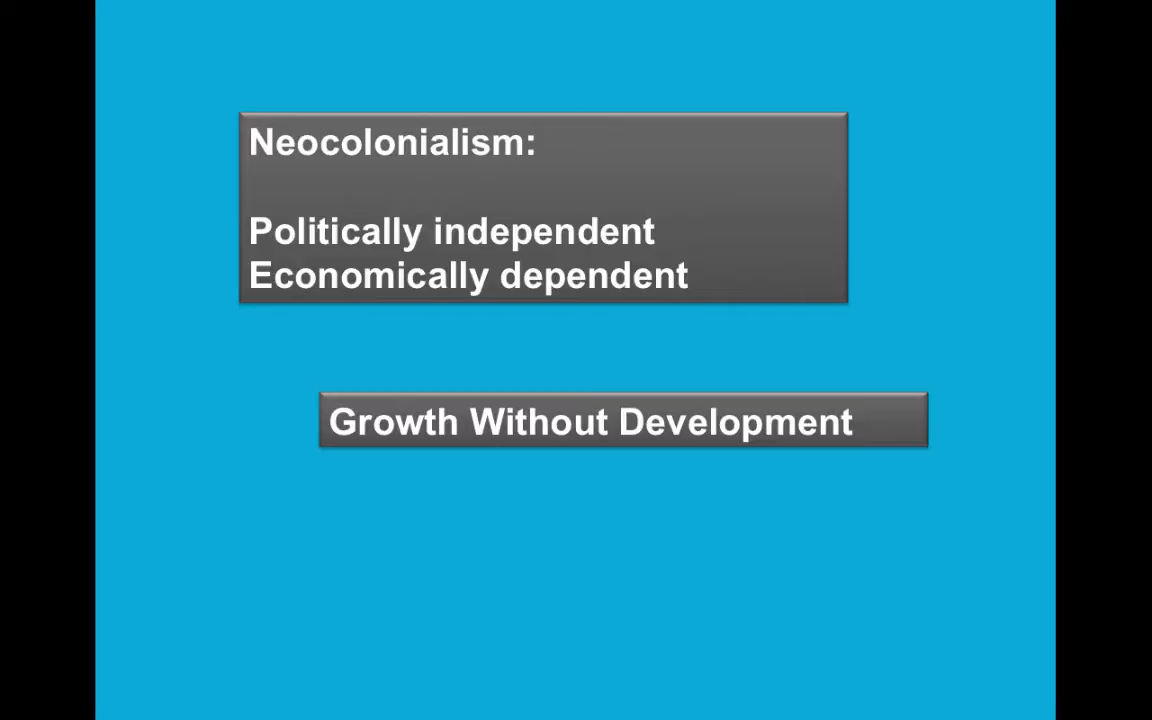 Neocolonialism:
Politically independent
Economically dependent
Growth Without Development